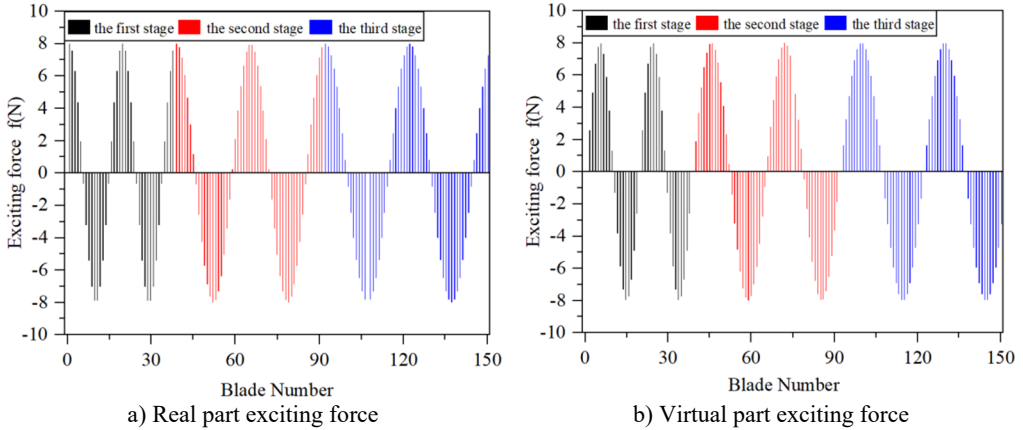 the first stage the second stage the third stage
10
8
6
4
2
0
-2
-4
-6
-8
-10
Exciting force f(N)
0 30 60 90 120 150
Blade Number
a) Real part exciting force
the first stage the second stage the third stage
10
8
6
4
2
0
-2
-4
-6
-8
-10
Exciting force f(N)
0 30 60 90 120 150
Blade Number
b) Virtual part exciting force